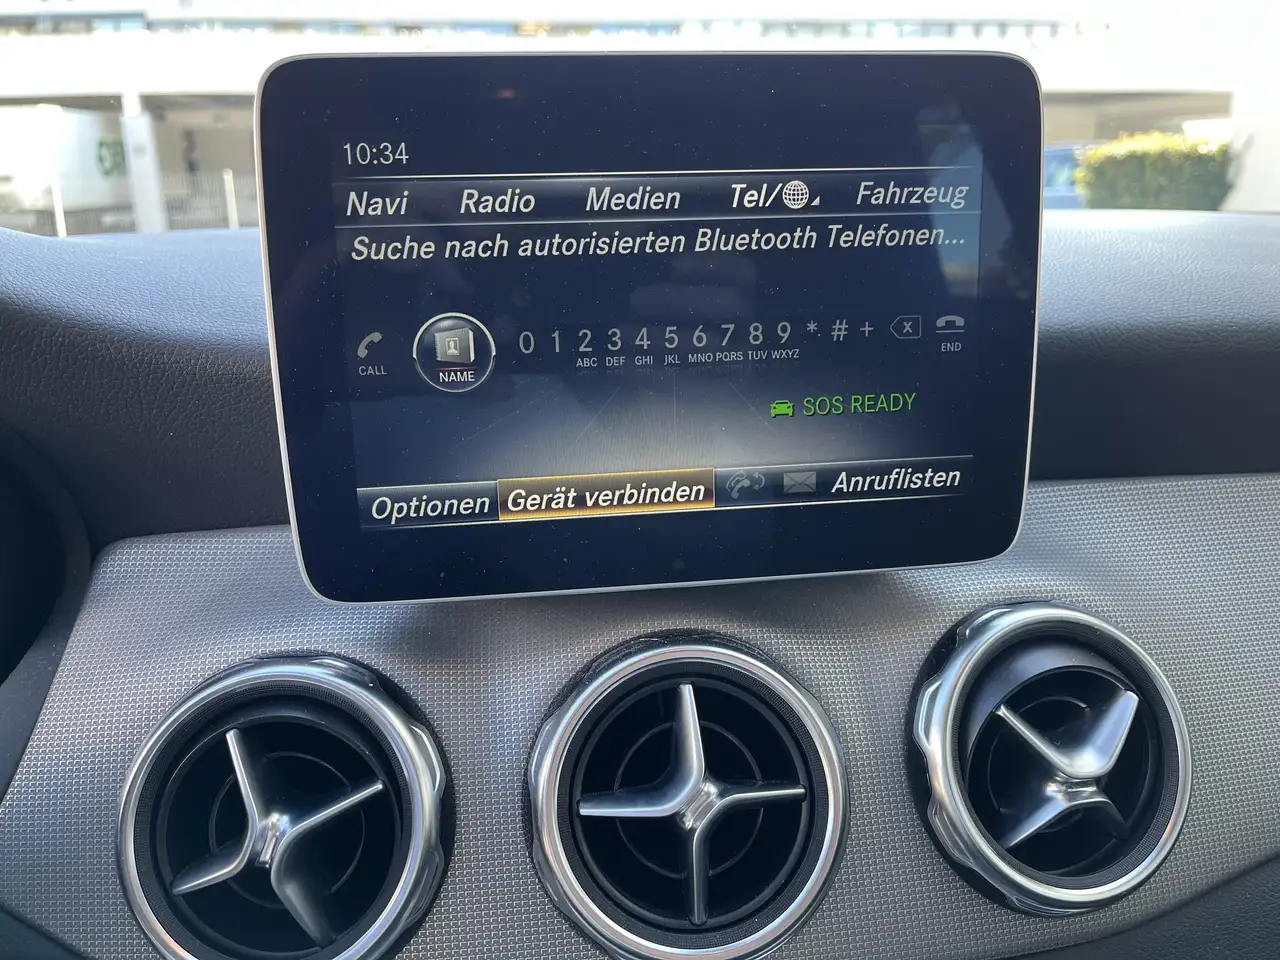 10:34
Navi Radio Medien Tel/ Fahrzeug
Suche nach autorisierten Bluetooth Telefonen...
0 1 2 3 4 5 6 7 8 9 * # + x
ABC DEF GHI JKL MNO PQRS TUV WXYZ
CALL NAME END
SOS READY
Optionen Gerät verbinden Anruflisten